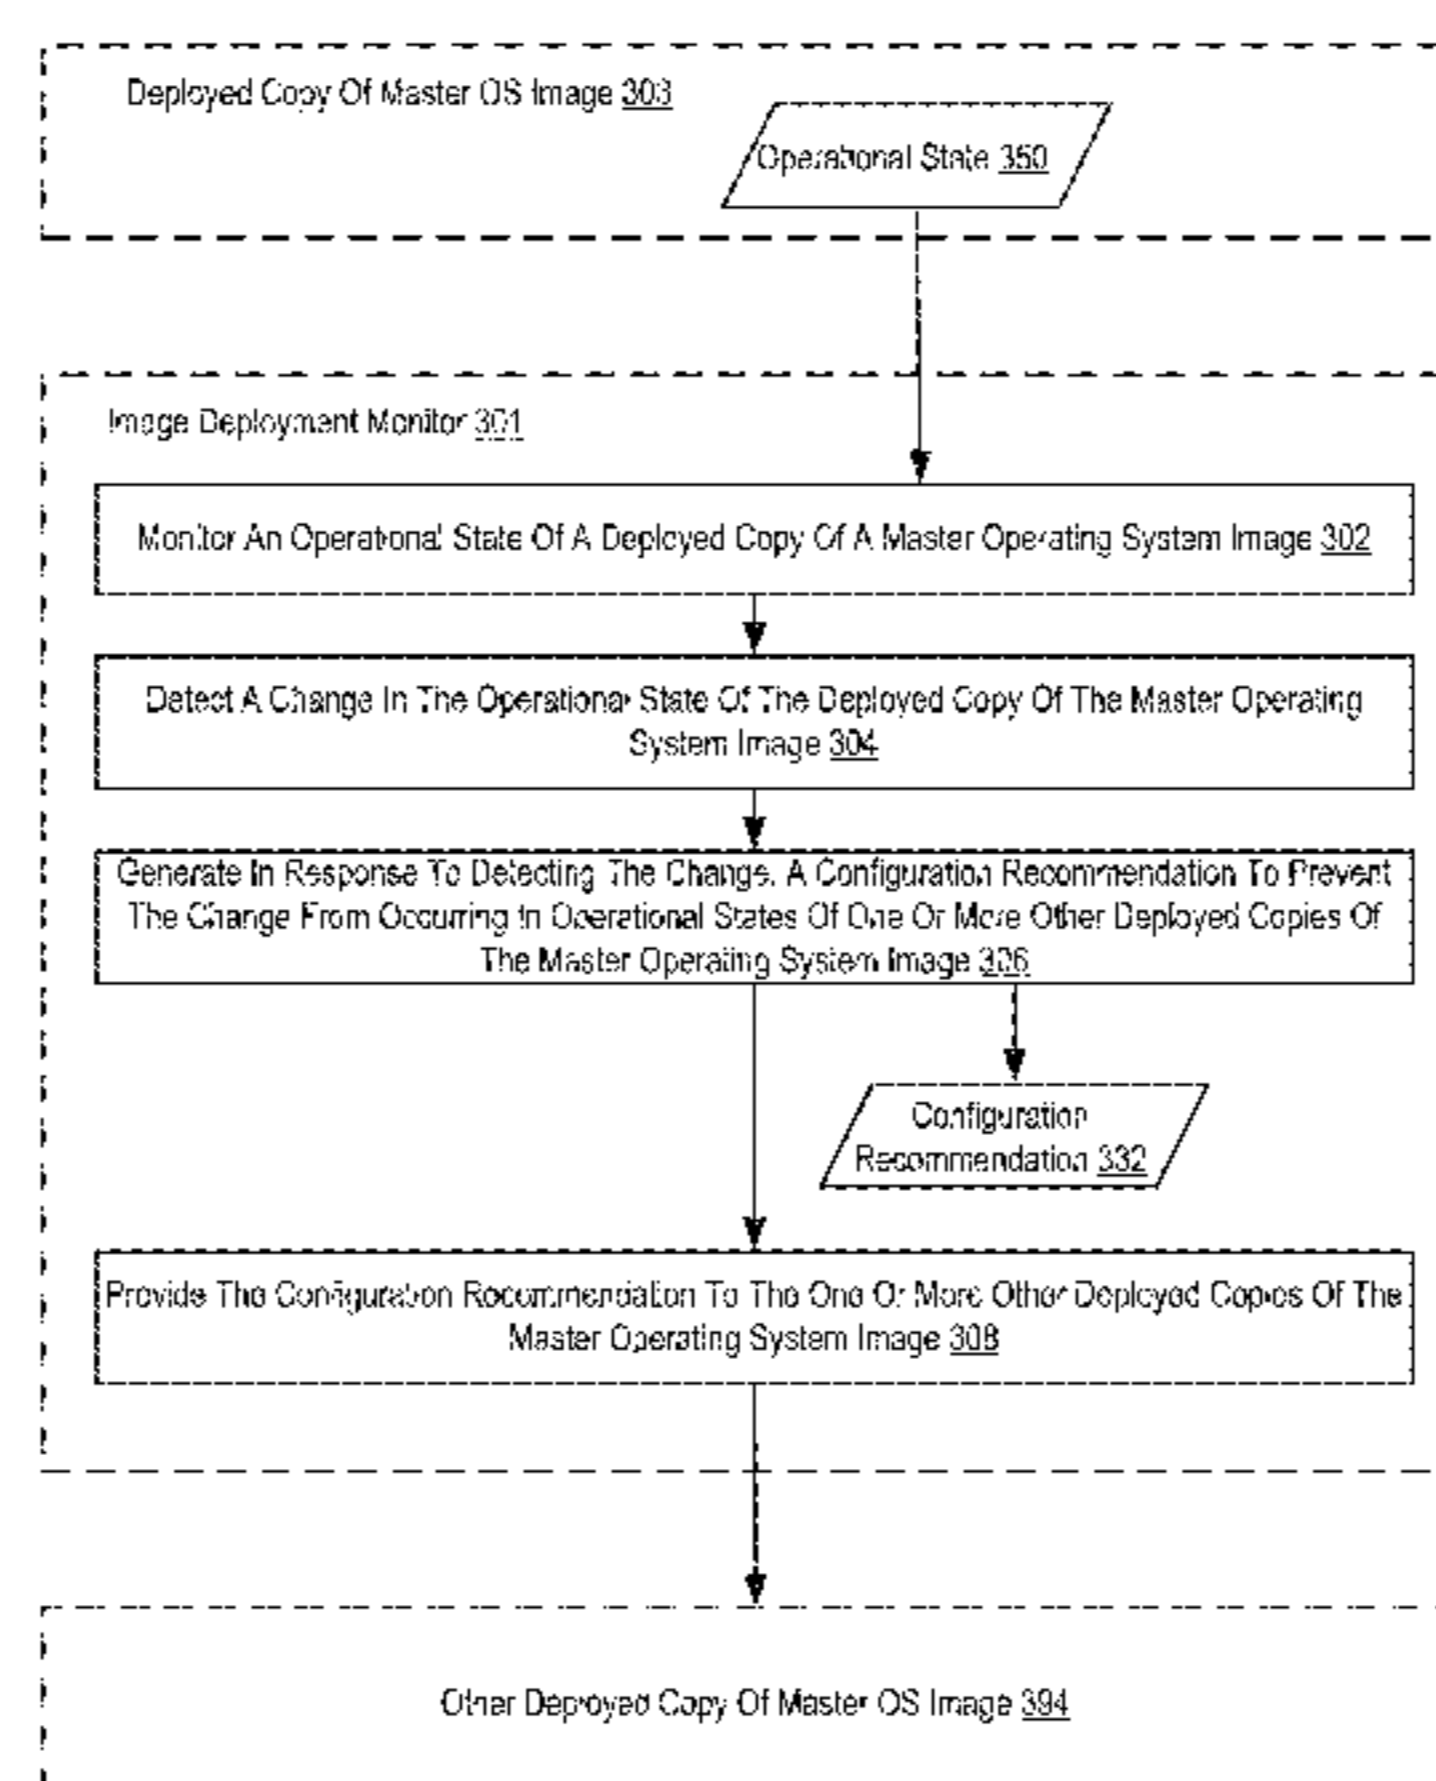 Deployed Copy Of Master OS Image 303
Operational State 350
Image Deployment Monitor 301
Monitor An Operational State Of A Deployed Copy Of A Master Operating System Image 302
Detect A Change In The Operational State Of The Deployed Copy Of The Master Operating
System Image 304
Generate In Response To Detecting The Change, A Configuration Recommendation To Prevent
The Change From Occurring In Operational States Of One Or More Other Deployed Copies Of
The Master Operating System Image 306
Configuration
Recommendation 332
Provide The Configuration Recommendation To The One Or More Other Deployed Copies Of The
Master Operating System Image 308
Other Deployed Copy Of Master OS Image 394